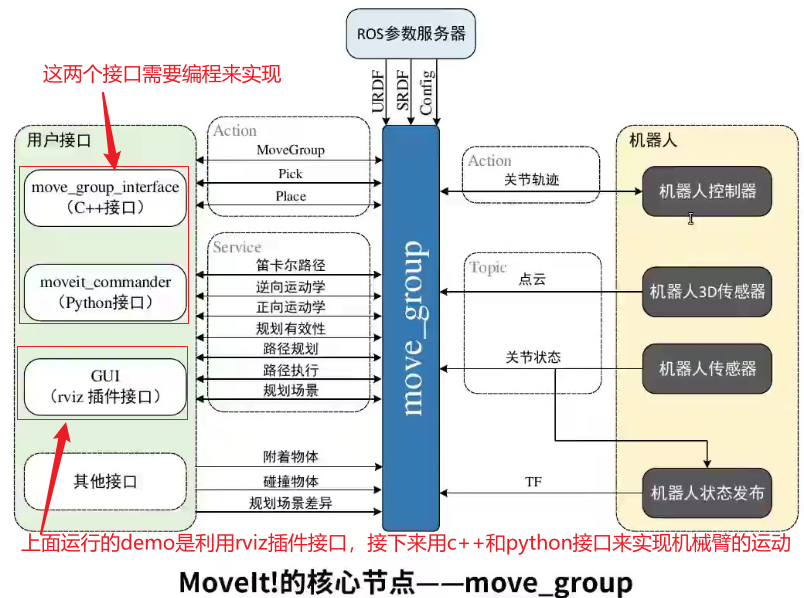 ROS参数服务器
这两个接口需要编程来实现
URDF
SRDF
Config
用户接口
move_group_interface
（C++接口）
moveit_commander
（Python接口）
GUI
（rviz 插件接口）
其他接口
Action
MoveGroup
Pick
Place
Service
笛卡尔路径
逆向运动学
正向运动学
规划有效性
路径规划
路径执行
规划场景
附着物体
碰撞物体
规划场景差异
move_group
Action
关节轨迹
Topic
点云
关节状态
TF
机器人
机器人控制器
机器人3D传感器
机器人传感器
机器人状态发布
上面运行的demo是利用rviz插件接口，接下来用c++和python接口来实现机械臂的运动
MoveIt!的核心节点——move_group